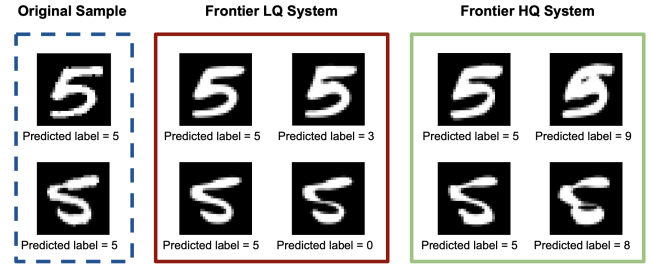 Original Sample
Frontier LQ System
Frontier HQ System
Predicted label = 5
Predicted label = 5
Predicted label = 3
Predicted label = 5
Predicted label = 9
Predicted label = 5
Predicted label = 5
Predicted label = 0
Predicted label = 5
Predicted label = 8